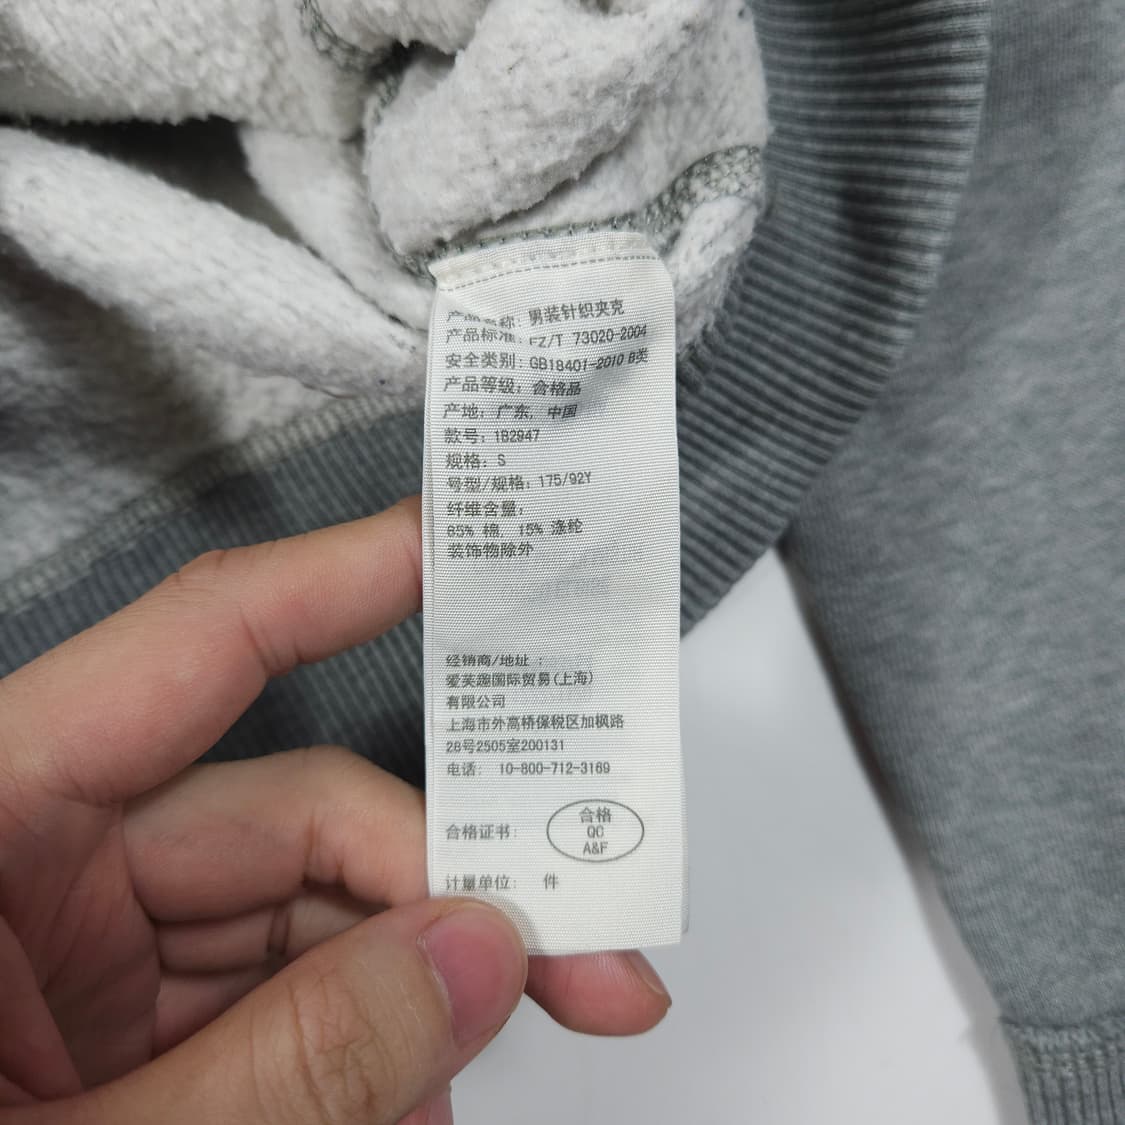 产品名称: 男装针织夹克
产品标准: FZ/T 73020-2004
安全类别: GB18401-2010 B类
产品等级: 合格品
产地: 广东, 中国
款号: 182947
规格: S
号型/规格: 175/92Y
纤维含量:
85% 棉, 15% 涤纶
装饰物除外
经销商/地址 :
爱芙趣国际贸易(上海)
有限公司
上海市外高桥保税区加枫路
28号2505室200131
电话: 10-800-712-3169
合格证书:
合格
QC
A&F
计量单位: 件